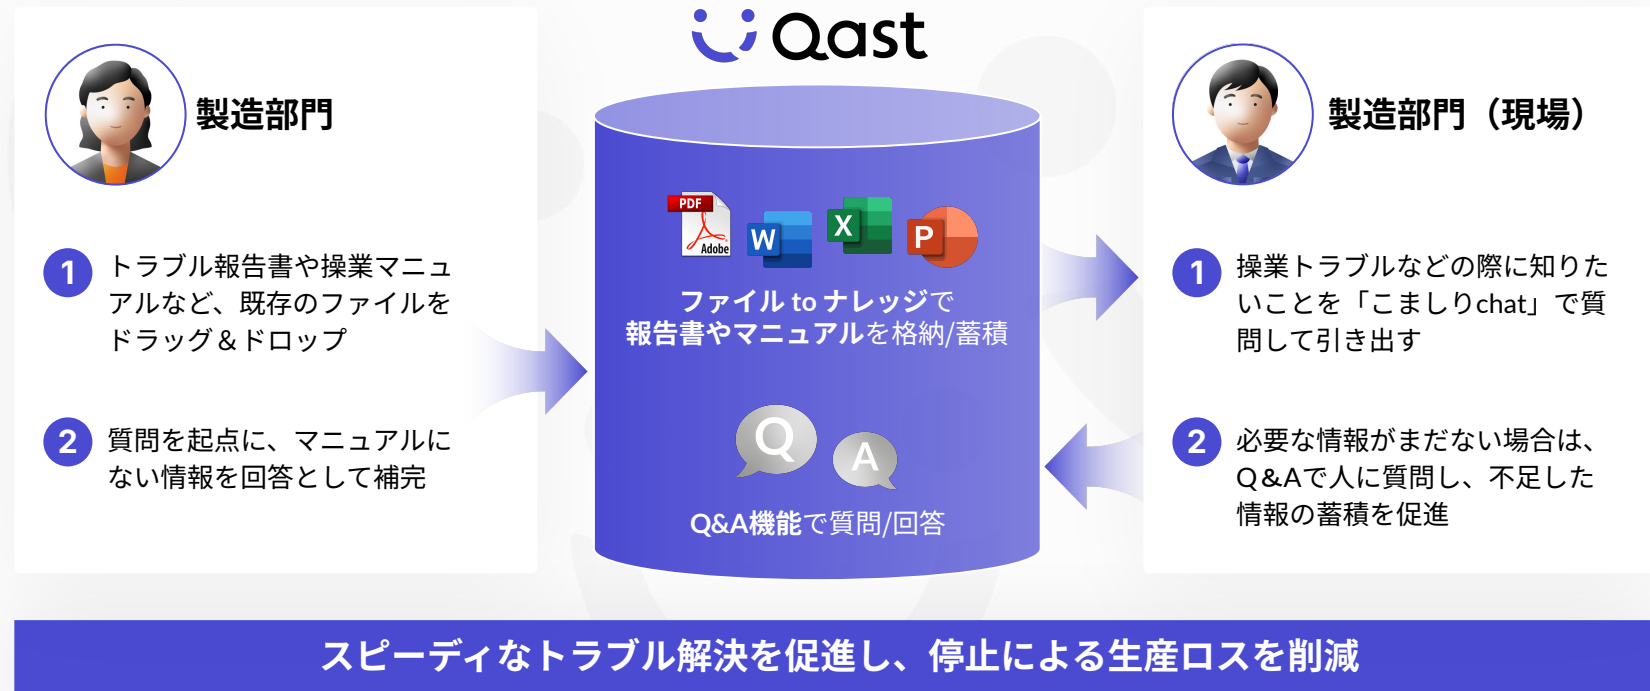 Qast
製造部門
1
トラブル報告書や操業マニュ
アルなど、既存のファイルを
ドラッグ＆ドロップ
2
質問を起点に、マニュアルに
ない情報を回答として補完
PDF
Adobe
W
X
P
ファイル to ナレッジで
報告書やマニュアルを格納/蓄積
Q
A
Q&A機能で質問/回答
製造部門（現場）
1
操業トラブルなどの際に知りた
いことを「こましりchat」で質
問して引き出す
2
必要な情報がまだない場合は、
Q&Aで人に質問し、不足した
情報の蓄積を促進
スピーディなトラブル解決を促進し、停止による生産ロスを削減